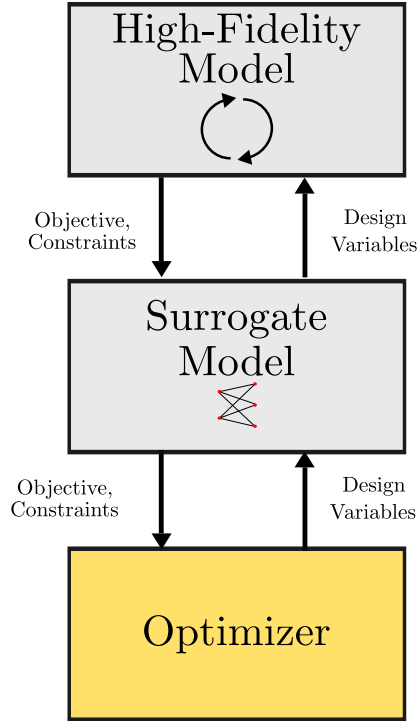 High-Fidelity
Model
Objective,
Constraints
Design
Variables
Surrogate
Model
Objective,
Constraints
Design
Variables
Optimizer